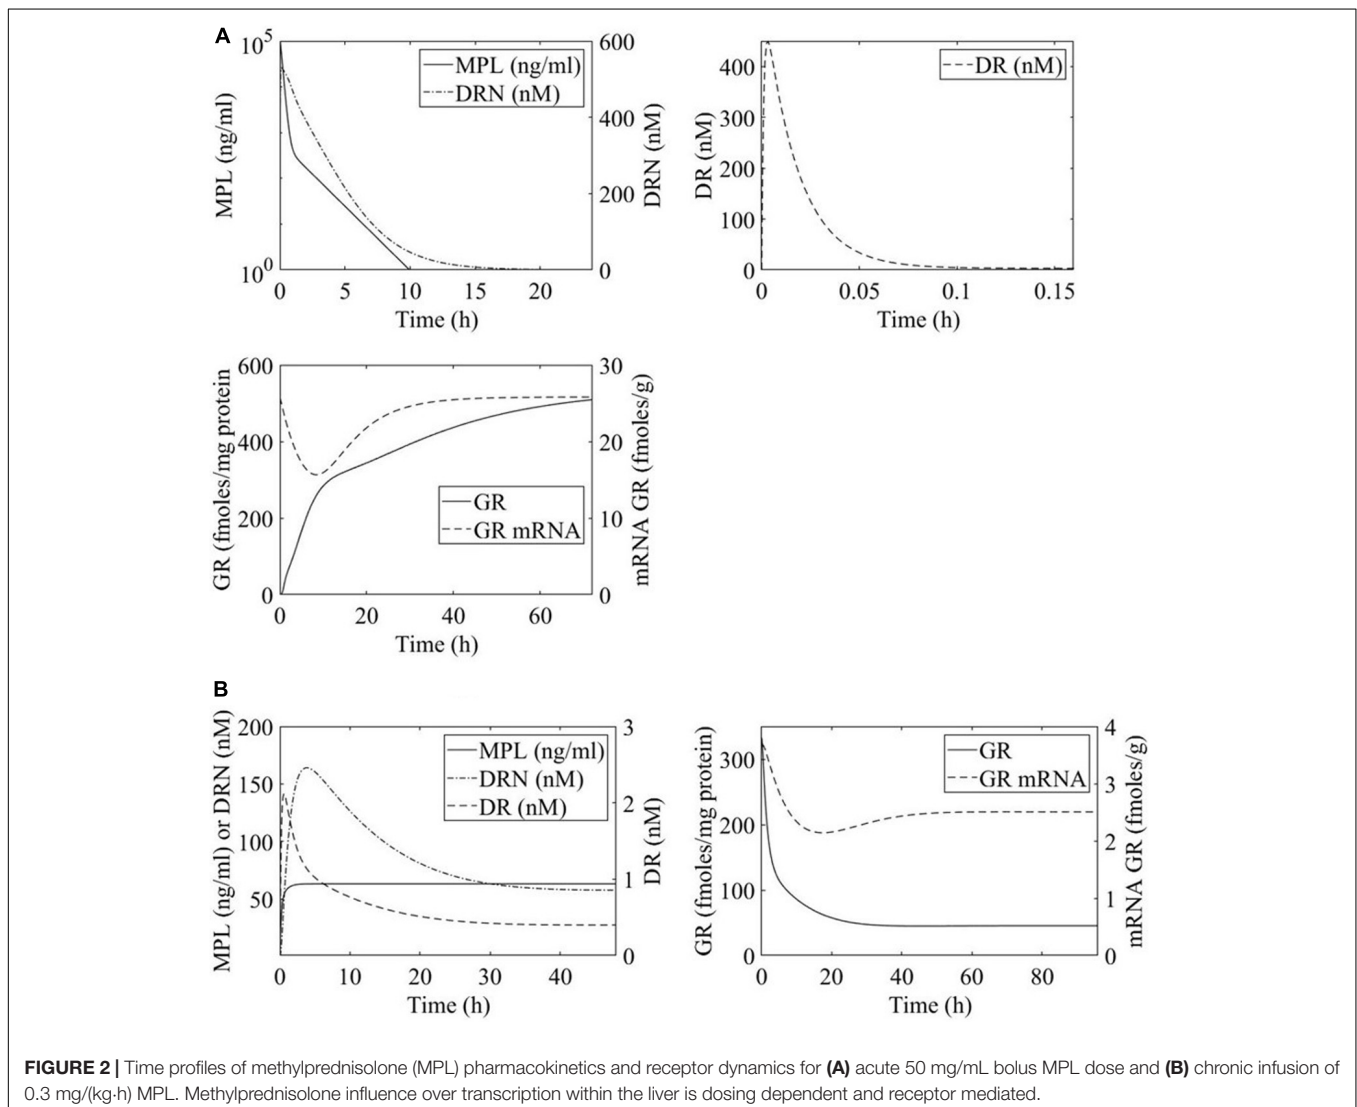 A
10^5
10^0
MPL (ng/ml)
MPL (ng/ml)
DRN (nM)
600
400
200
0
DRN (nM)
0 5 10 15 20
Time (h)
400
300
200
100
0
DR (nM)
DR (nM)
0 0.05 0.1 0.15
Time (h)
600
400
200
0
GR (fmoles/mg protein
GR
GR mRNA
30
20
10
0
mRNA GR (fmoles/g)
0 20 40 60
Time (h)
B
200
150
100
50
MPL (ng/ml) or DRN (nM)
MPL (ng/ml)
DRN (nM)
DR (nM)
3
2
1
0
DR (nM)
0 10 20 30 40
Time (h)
300
200
100
0
GR (fmoles/mg protein)
GR
GR mRNA
4
3
2
1
0
mRNA GR (fmoles/g)
0 20 40 60 80
Time (h)
FIGURE 2 | Time profiles of methylprednisolone (MPL) pharmacokinetics and receptor dynamics for (A) acute 50 mg/mL bolus MPL dose and (B) chronic infusion of
0.3 mg/(kg·h) MPL. Methylprednisolone influence over transcription within the liver is dosing dependent and receptor mediated.